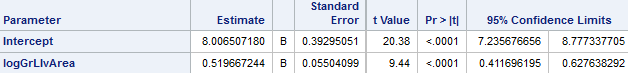 Parameter Estimate Standard Error t Value Pr > |t| 95% Confidence Limits
Intercept 8.006507180 B 0.39295051 20.38 <.0001 7.235676656 8.777337705
logGrLIvArea 0.519667244 B 0.05504099 9.44 <.0001 0.411696195 0.627638292